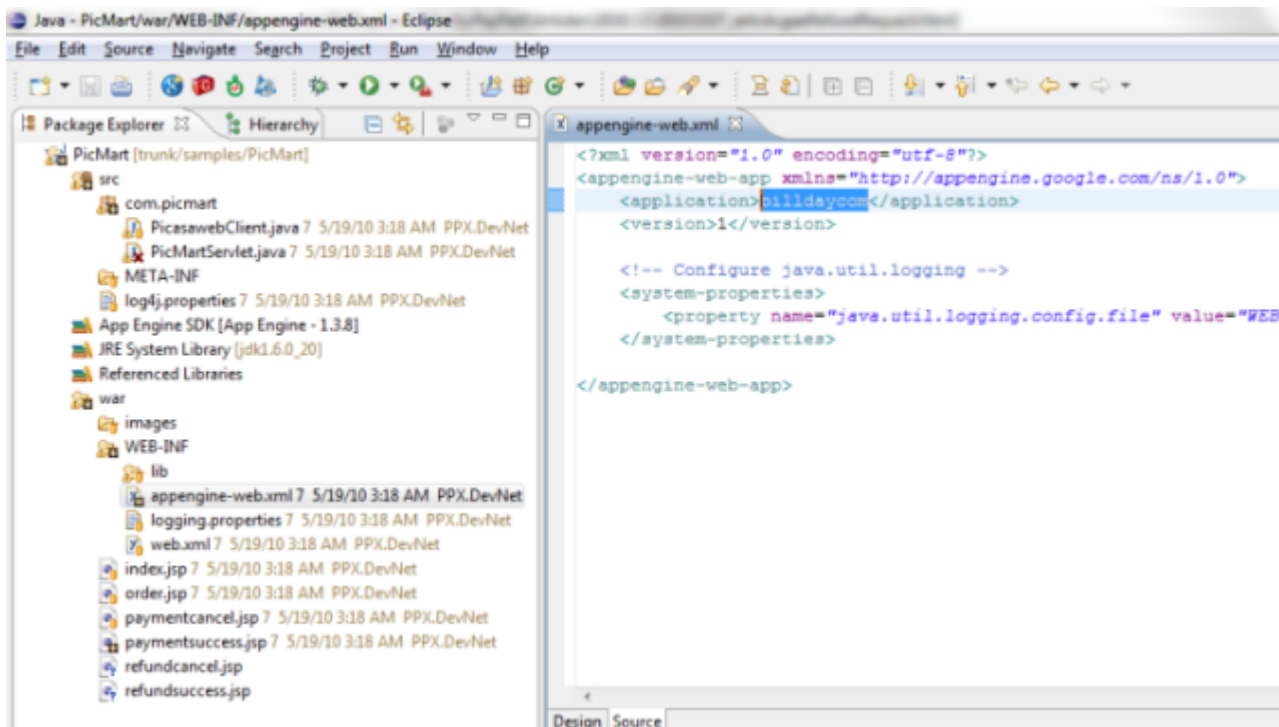 Java - PicMart/war/WEB-INF/appengine-web.xml - Eclipse
File Edit Source Navigate Search Project Run Window Help
Package Explorer
Hierarchy
PicMart [trunk/samples/PicMart]
src
com.picmart
PicasawebClient.java 7 5/19/10 3:18 AM PPX.DevNet
PicMartServlet.java 7 5/19/10 3:18 AM PPX.DevNet
META-INF
log4j.properties 7 5/19/10 3:18 AM PPX.DevNet
App Engine SDK [App Engine - 1.3.8]
JRE System Library [jdk1.6.0_20]
Referenced Libraries
war
images
WEB-INF
lib
appengine-web.xml 7 5/19/10 3:18 AM PPX.DevNet
logging.properties 7 5/19/10 3:18 AM PPX.DevNet
web.xml 7 5/19/10 3:18 AM PPX.DevNet
index.jsp 7 5/19/10 3:18 AM PPX.DevNet
order.jsp 7 5/19/10 3:18 AM PPX.DevNet
paymentcancel.jsp 7 5/19/10 3:18 AM PPX.DevNet
paymentsuccess.jsp 7 5/19/10 3:18 AM PPX.DevNet
refundcancel.jsp
refundsuccess.jsp
appengine-web.xml
<?xml version="1.0" encoding="utf-8"?>
<appengine-web-app xmlns="http://appengine.google.com/ns/1.0">
<application>billdaycom</application>
<version>1</version>
<!-- Configure java.util.logging -->
<system-properties>
<property name="java.util.logging.config.file" value="WEB
</system-properties>
</appengine-web-app>
Design Source